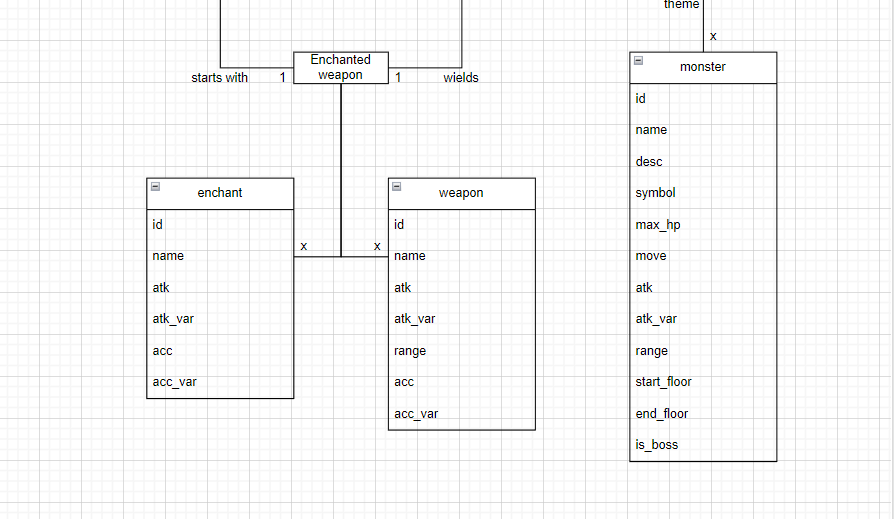 theme
x
Enchanted
weapon
starts with
1
1
wields
monster
id
name
desc
symbol
max_hp
move
atk
atk_var
range
start_floor
end_floor
is_boss
enchant
id
name
atk
atk_var
acc
acc_var
x
x
weapon
id
name
atk
atk_var
range
acc
acc_var